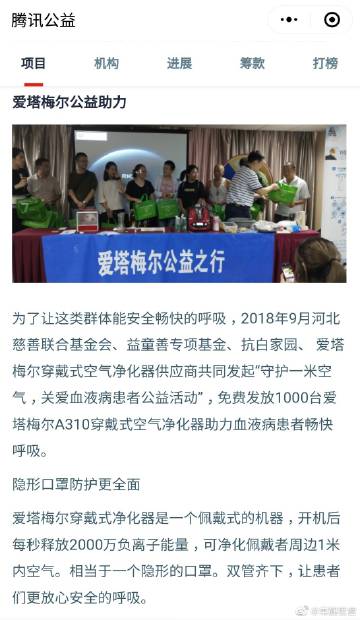 腾讯公益
项目 机构 进展 筹款 打榜
爱塔梅尔公益助力
爱塔梅尔公益之行
为了让这类群体能安全畅快的呼吸，2018年9月河北
慈善联合基金会、益童善专项基金、抗白家园、 爱塔
梅尔穿戴式空气净化器供应商共同发起“守护一米空
气，关爱血液病患者公益活动”，免费发放1000台爱
塔梅尔A310穿戴式空气净化器助力血液病患者畅快
呼吸。
隐形口罩防护更全面
爱塔梅尔穿戴式净化器是一个佩戴式的机器，开机后
每秒释放2000万负离子能量，可净化佩戴者周边1米
内空气。相当于一个隐形的口罩。双管齐下，让患者
们更放心安全的呼吸。